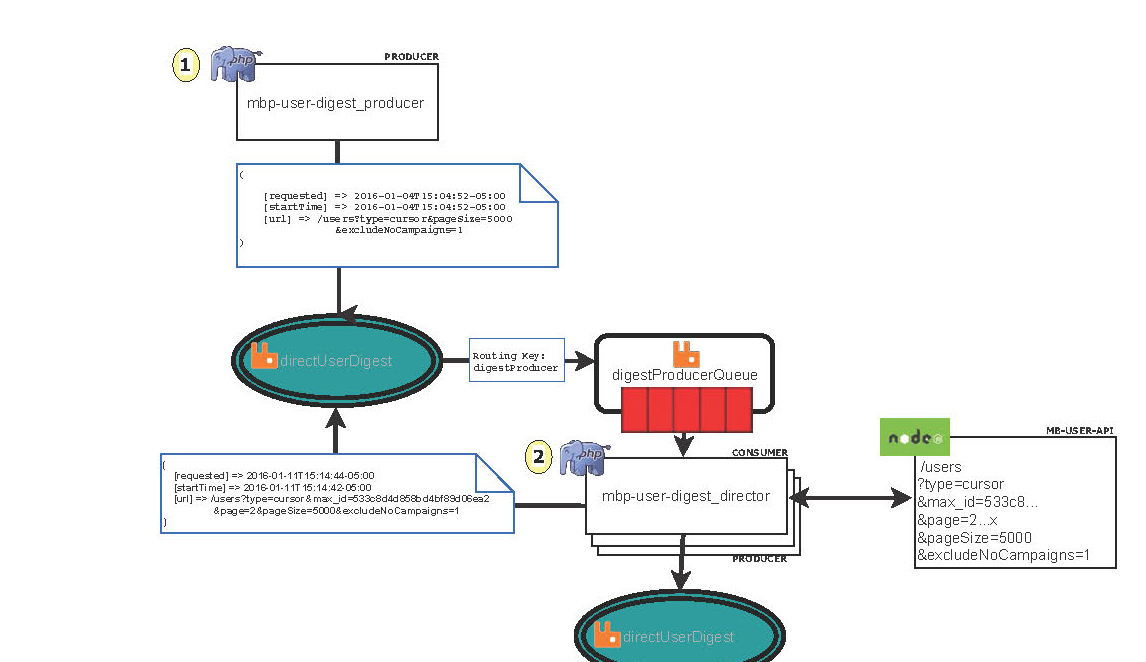 1
php
PRODUCER
mbp-user-digest_producer
(
[requested] => 2016-01-04T15:04:52-05:00
[startTime] => 2016-01-04T15:04:52-05:00
[url] => /users?type=cursor&pageSize=5000
&excludeNoCampaigns=1
)
directUserDigest
Routing Key:
digestProducer
digestProducerQueue
2
php
CONSUMER
mbp-user-digest_director
PRODUCER
(
[requested] => 2016-01-11T15:14:44-05:00
[startTime] => 2016-01-11T15:14:42-05:00
[url] => /users?type=cursor&max_id=533c8d4d858bd4bf89d06ea2
&page=2&pageSize=5000&excludeNoCampaigns=1
)
node
MB-USER-API
/users
?type=cursor
&max_id=533c8...
&page=2...x
&pageSize=5000
&excludeNoCampaigns=1
directUserDigest